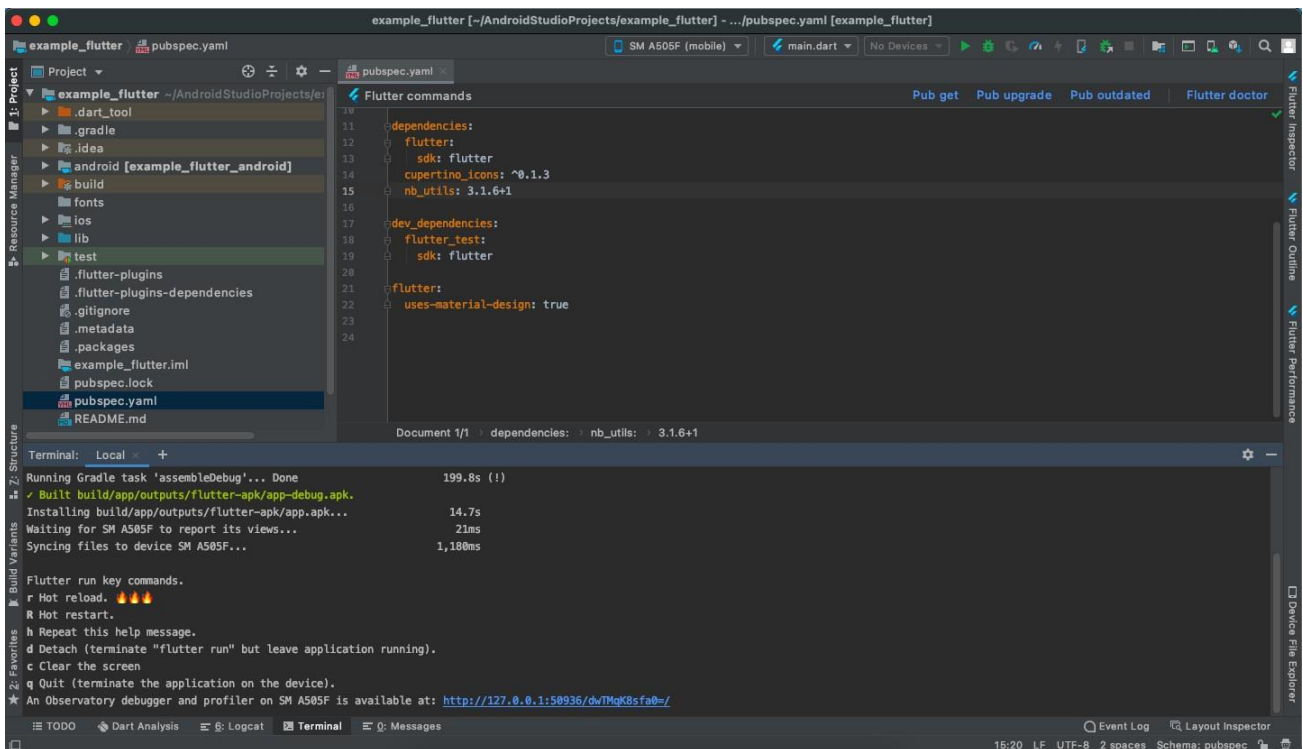 example_flutter [~/AndroidStudioProjects/example_flutter] - .../pubspec.yaml [example_flutter]
example_flutter pubspec.yaml
SM A505F (mobile) main.dart No Devices
Project
pubspec.yaml
example_flutter ~/AndroidStudioProjects/e
.dart_tool
.gradle
.idea
android [example_flutter_android]
build
fonts
ios
lib
test
.flutter-plugins
.flutter-plugins-dependencies
.gitignore
.metadata
.packages
example_flutter.iml
pubspec.lock
pubspec.yaml
README.md
Flutter commands Pub get Pub upgrade Pub outdated Flutter doctor
10
11 dependencies:
12 flutter:
13 sdk: flutter
14 cupertino_icons: ^0.1.3
15 nb_utils: 3.1.6+1
16
17 dev_dependencies:
18 flutter_test:
19 sdk: flutter
20
21 flutter:
22 uses-material-design: true
23
24
Document 1/1 dependencies: nb_utils: 3.1.6+1
1: Project
Resource Manager
Z: Structure
Build Variants
2: Favorites
Flutter Inspector
Flutter Outline
Flutter Performance
Device File Explorer
Terminal: Local +
Running Gradle task 'assembleDebug'... Done 199.8s (!)
✓ Built build/app/outputs/flutter-apk/app-debug.apk.
Installing build/app/outputs/flutter-apk/app.apk... 14.7s
Waiting for SM A505F to report its views... 21ms
Syncing files to device SM A505F... 1,180ms
Flutter run key commands.
r Hot reload. 🔥🔥🔥
R Hot restart.
h Repeat this help message.
d Detach (terminate "flutter run" but leave application running).
c Clear the screen
q Quit (terminate the application on the device).
An Observatory debugger and profiler on SM A505F is available at: http://127.0.0.1:50936/dwTMqK8sfa0=/
TODO Dart Analysis 6: Logcat Terminal 0: Messages Event Log Layout Inspector
15:20 LF UTF-8 2 spaces Schema: pubspec